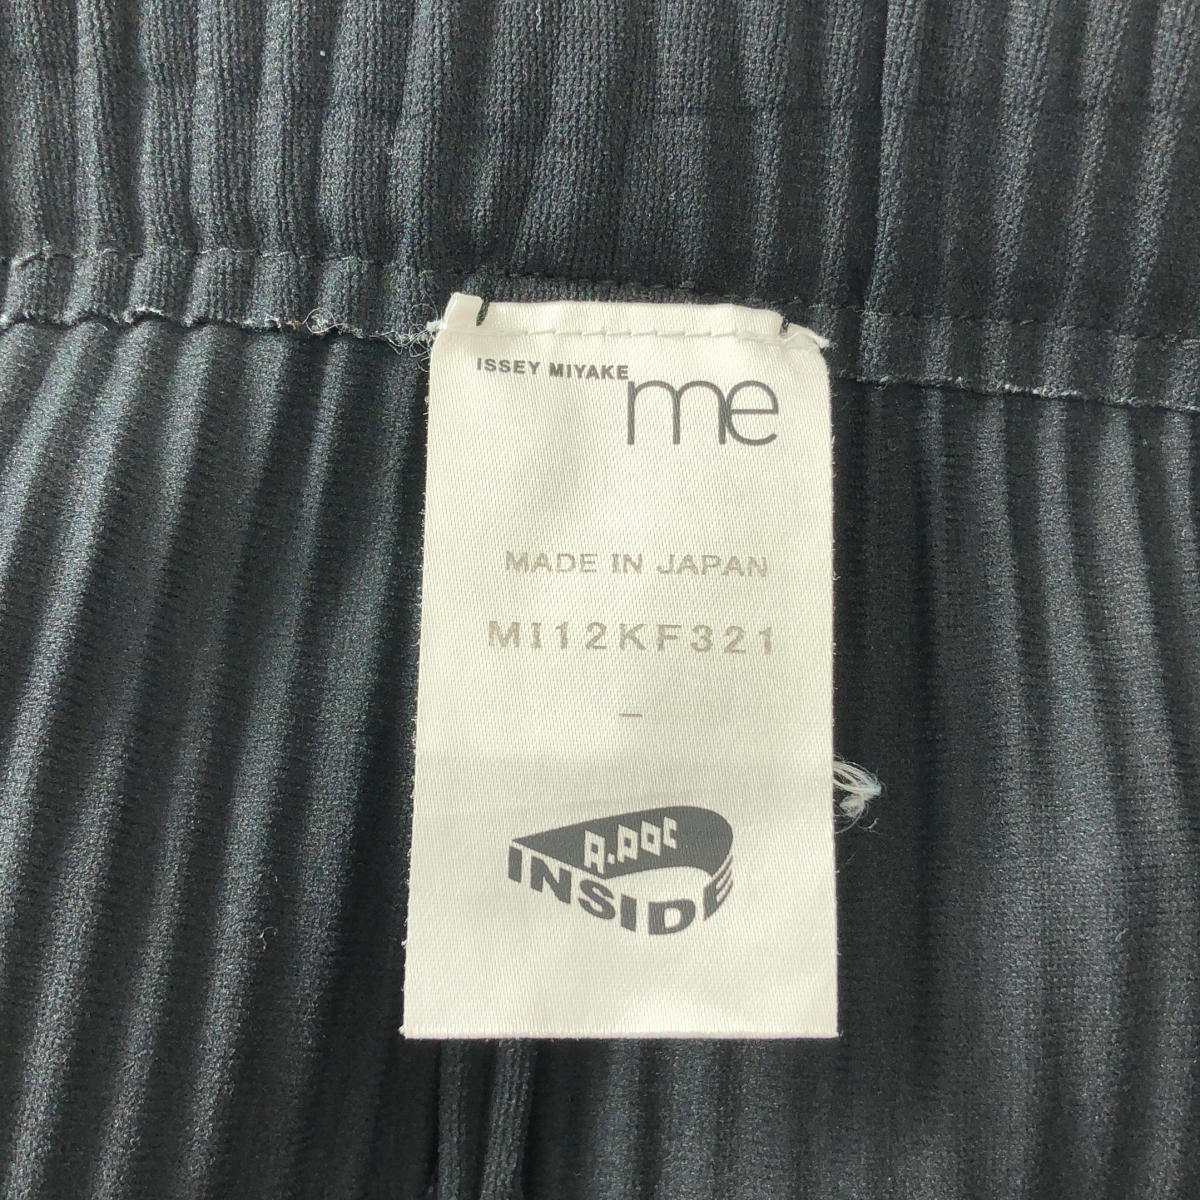 ISSEY MIYAKE
me
MADE IN JAPAN
MI12KF321
–
A.POC
INSIDE